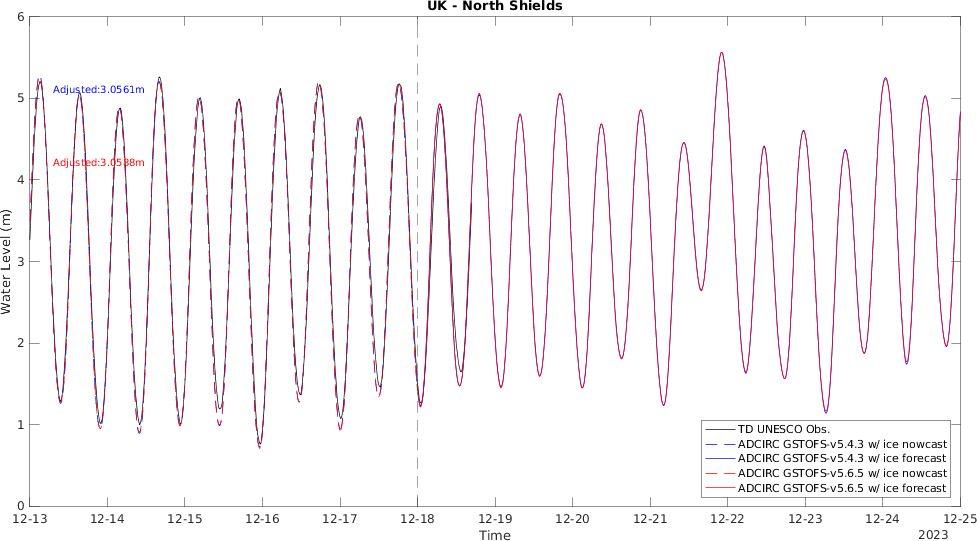 UK - North Shields
6
5
4
3
2
1
0
Water Level (m)
Adjusted:3.0561m
Adjusted:3.0588m
TD UNESCO Obs.
ADCIRC GSTOFS-v5.4.3 w/ ice nowcast
ADCIRC GSTOFS-v5.4.3 w/ ice forecast
ADCIRC GSTOFS-v5.6.5 w/ ice nowcast
ADCIRC GSTOFS-v5.6.5 w/ ice forecast
12-13 12-14 12-15 12-16 12-17 12-18 12-19 12-20 12-21 12-22 12-23 12-24 12-25
Time
2023